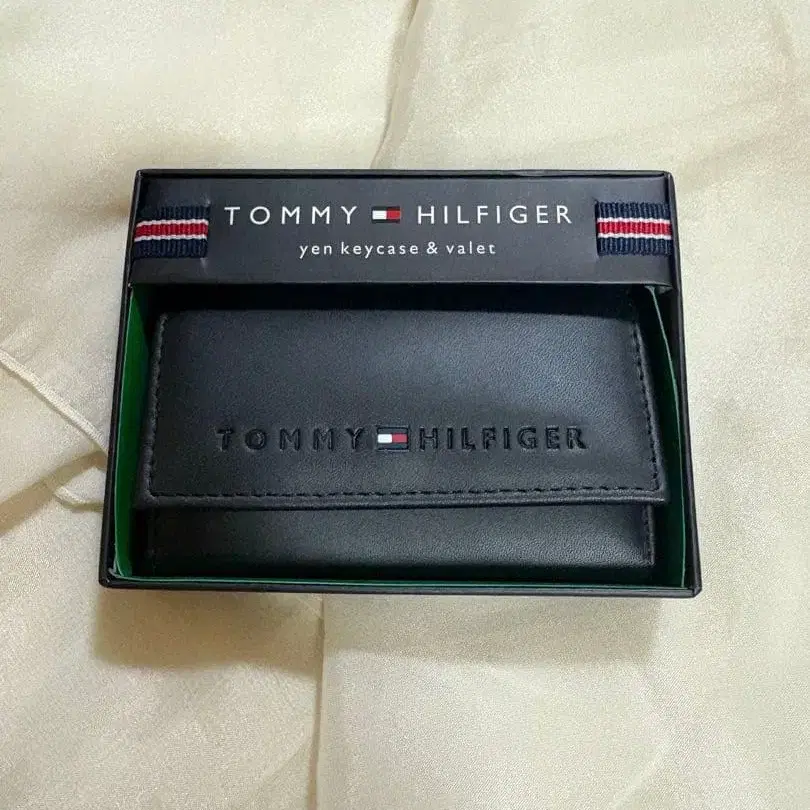 TOMMY HILFIGER
yen keycase & valet
TOMMY HILFIGER